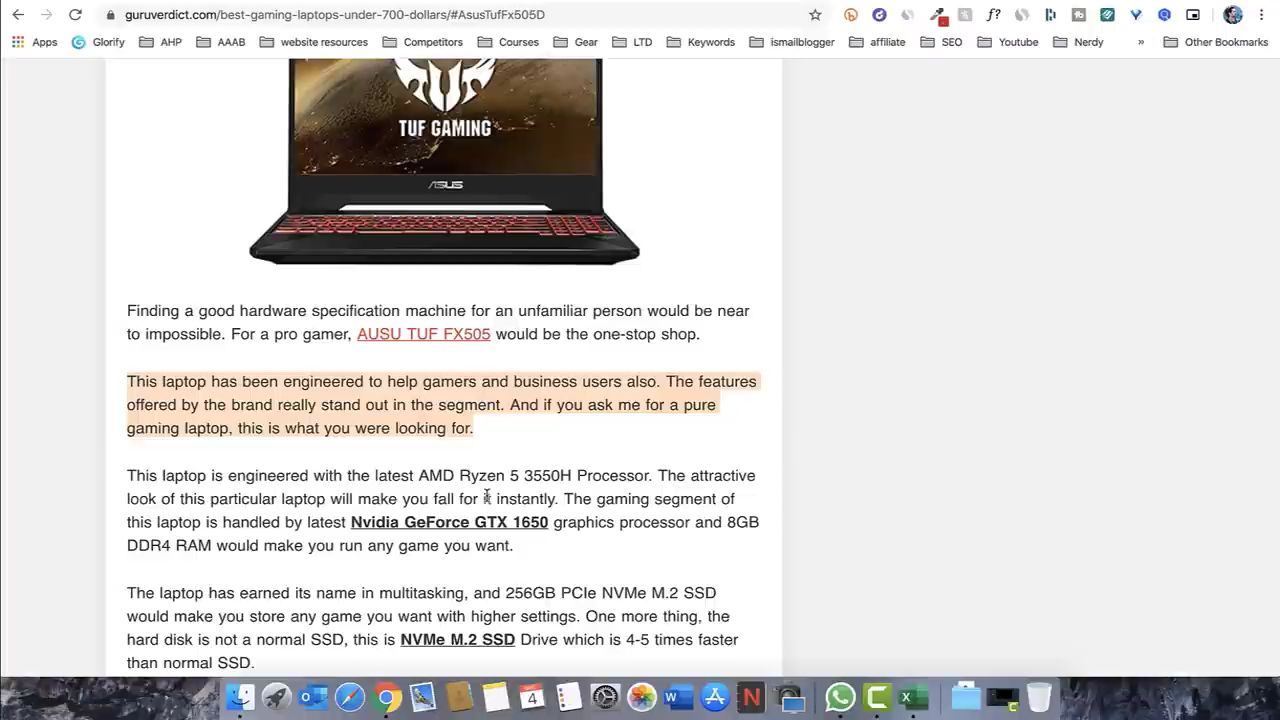 guruverdict.com/best-gaming-laptops-under-700-dollars/#AsusTufFx505D
Apps Glorify AHP AAAB website resources Competitors Courses Gear LTD Keywords ismailblogger affiliate SEO Youtube Nerdy » Other Bookmarks
TUF GAMING
ASUS
Finding a good hardware specification machine for an unfamiliar person would be near
to impossible. For a pro gamer, AUSU TUF FX505 would be the one-stop shop.
This laptop has been engineered to help gamers and business users also. The features
offered by the brand really stand out in the segment. And if you ask me for a pure
gaming laptop, this is what you were looking for.
This laptop is engineered with the latest AMD Ryzen 5 3550H Processor. The attractive
look of this particular laptop will make you fall for it instantly. The gaming segment of
this laptop is handled by latest Nvidia GeForce GTX 1650 graphics processor and 8GB
DDR4 RAM would make you run any game you want.
The laptop has earned its name in multitasking, and 256GB PCIe NVMe M.2 SSD
would make you store any game you want with higher settings. One more thing, the
hard disk is not a normal SSD, this is NVMe M.2 SSD Drive which is 4-5 times faster
than normal SSD.